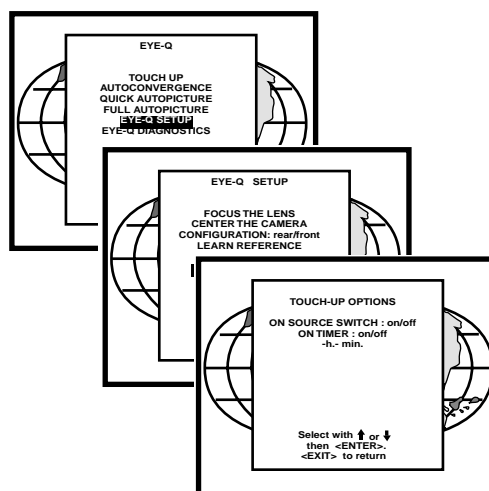 EYE-Q
TOUCH UP
AUTOCONVERGENCE
QUICK AUTOPICTURE
FULL AUTOPICTURE
EYE-Q SETUP
EYE-Q DIAGNOSTICS
EYE-Q SETUP
FOCUS THE LENS
CENTER THE CAMERA
CONFIGURATION: rear/front
LEARN REFERENCE
TOUCH-UP OPTIONS
ON SOURCE SWITCH : on/off
ON TIMER : on/off
-h.- min.
Select with ⬆ or ⬇
then <ENTER>.
<EXIT> to return